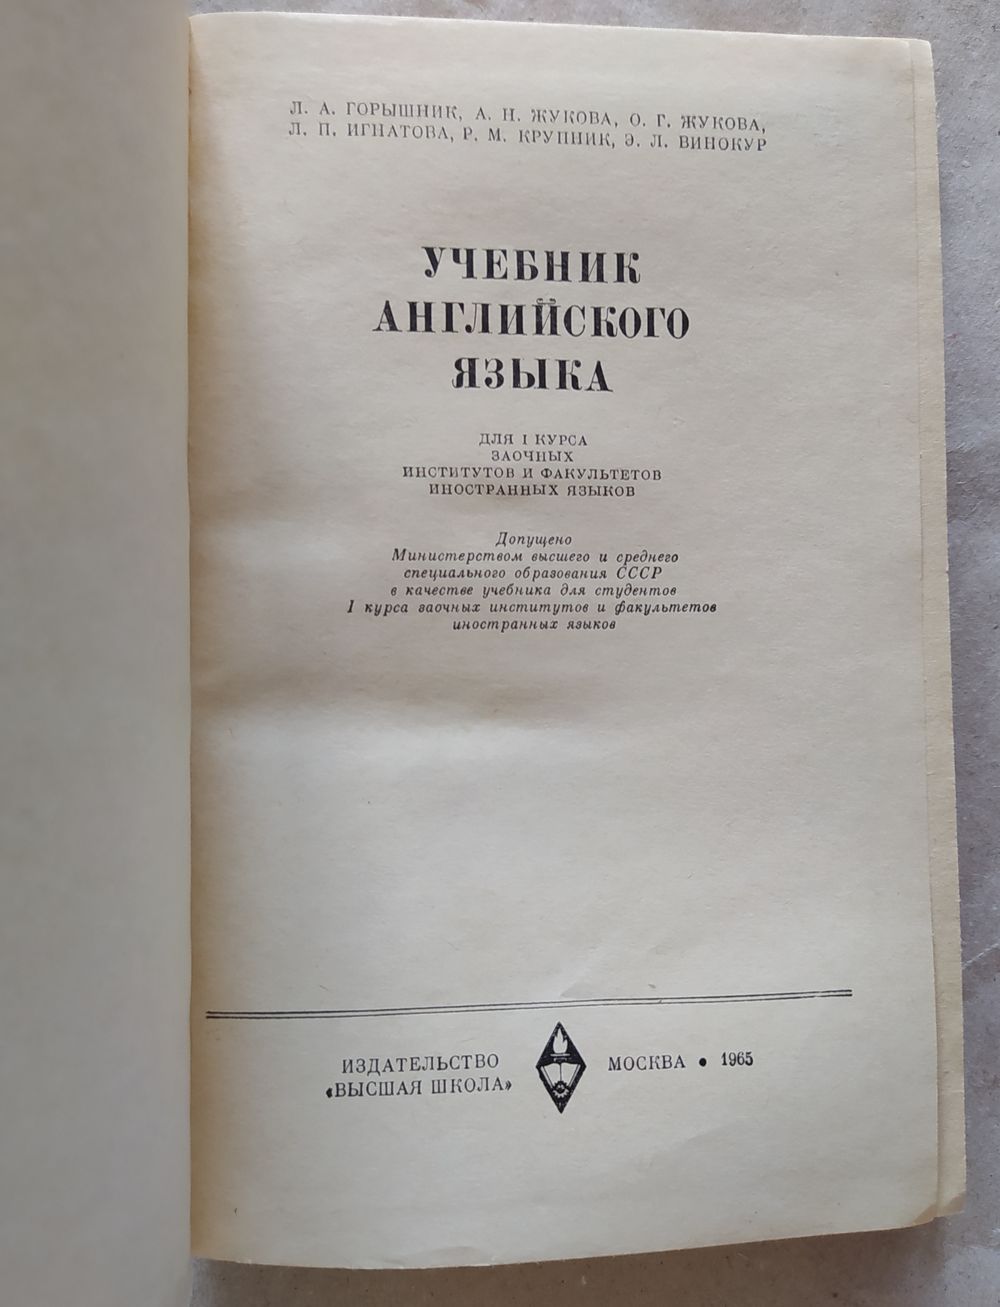 Л. А. ГОРЫШНИК, А. Н. ЖУКОВА, О. Г. ЖУКОВА,
Л. П. ИГНАТОВА, Р. М. КРУПНИК, Э. Л. ВИНОКУР
УЧЕБНИК
АНГЛИЙСКОГО
ЯЗЫКА
ДЛЯ I КУРСА
ЗАОЧНЫХ
ИНСТИТУТОВ И ФАКУЛЬТЕТОВ
ИНОСТРАННЫХ ЯЗЫКОВ
Допущено
Министерством высшего и среднего
специального образования СССР
в качестве учебника для студентов
I курса заочных институтов и факультетов
иностранных языков
ИЗДАТЕЛЬСТВО
«ВЫСШАЯ ШКОЛА»
МОСКВА • 1965